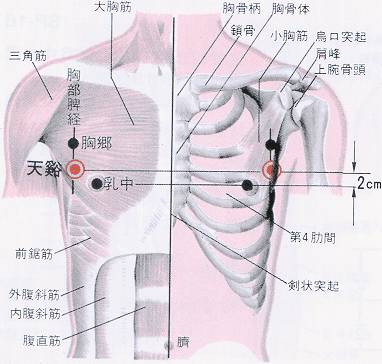 大胸筋
胸骨柄
胸骨体
鎖骨
小胸筋
烏口突起
肩峰
上腕骨頭
三角筋
胸部脾経
胸郷
天谿
乳中
2cm
第4肋間
前鋸筋
剣状突起
外腹斜筋
内腹斜筋
腹直筋
臍